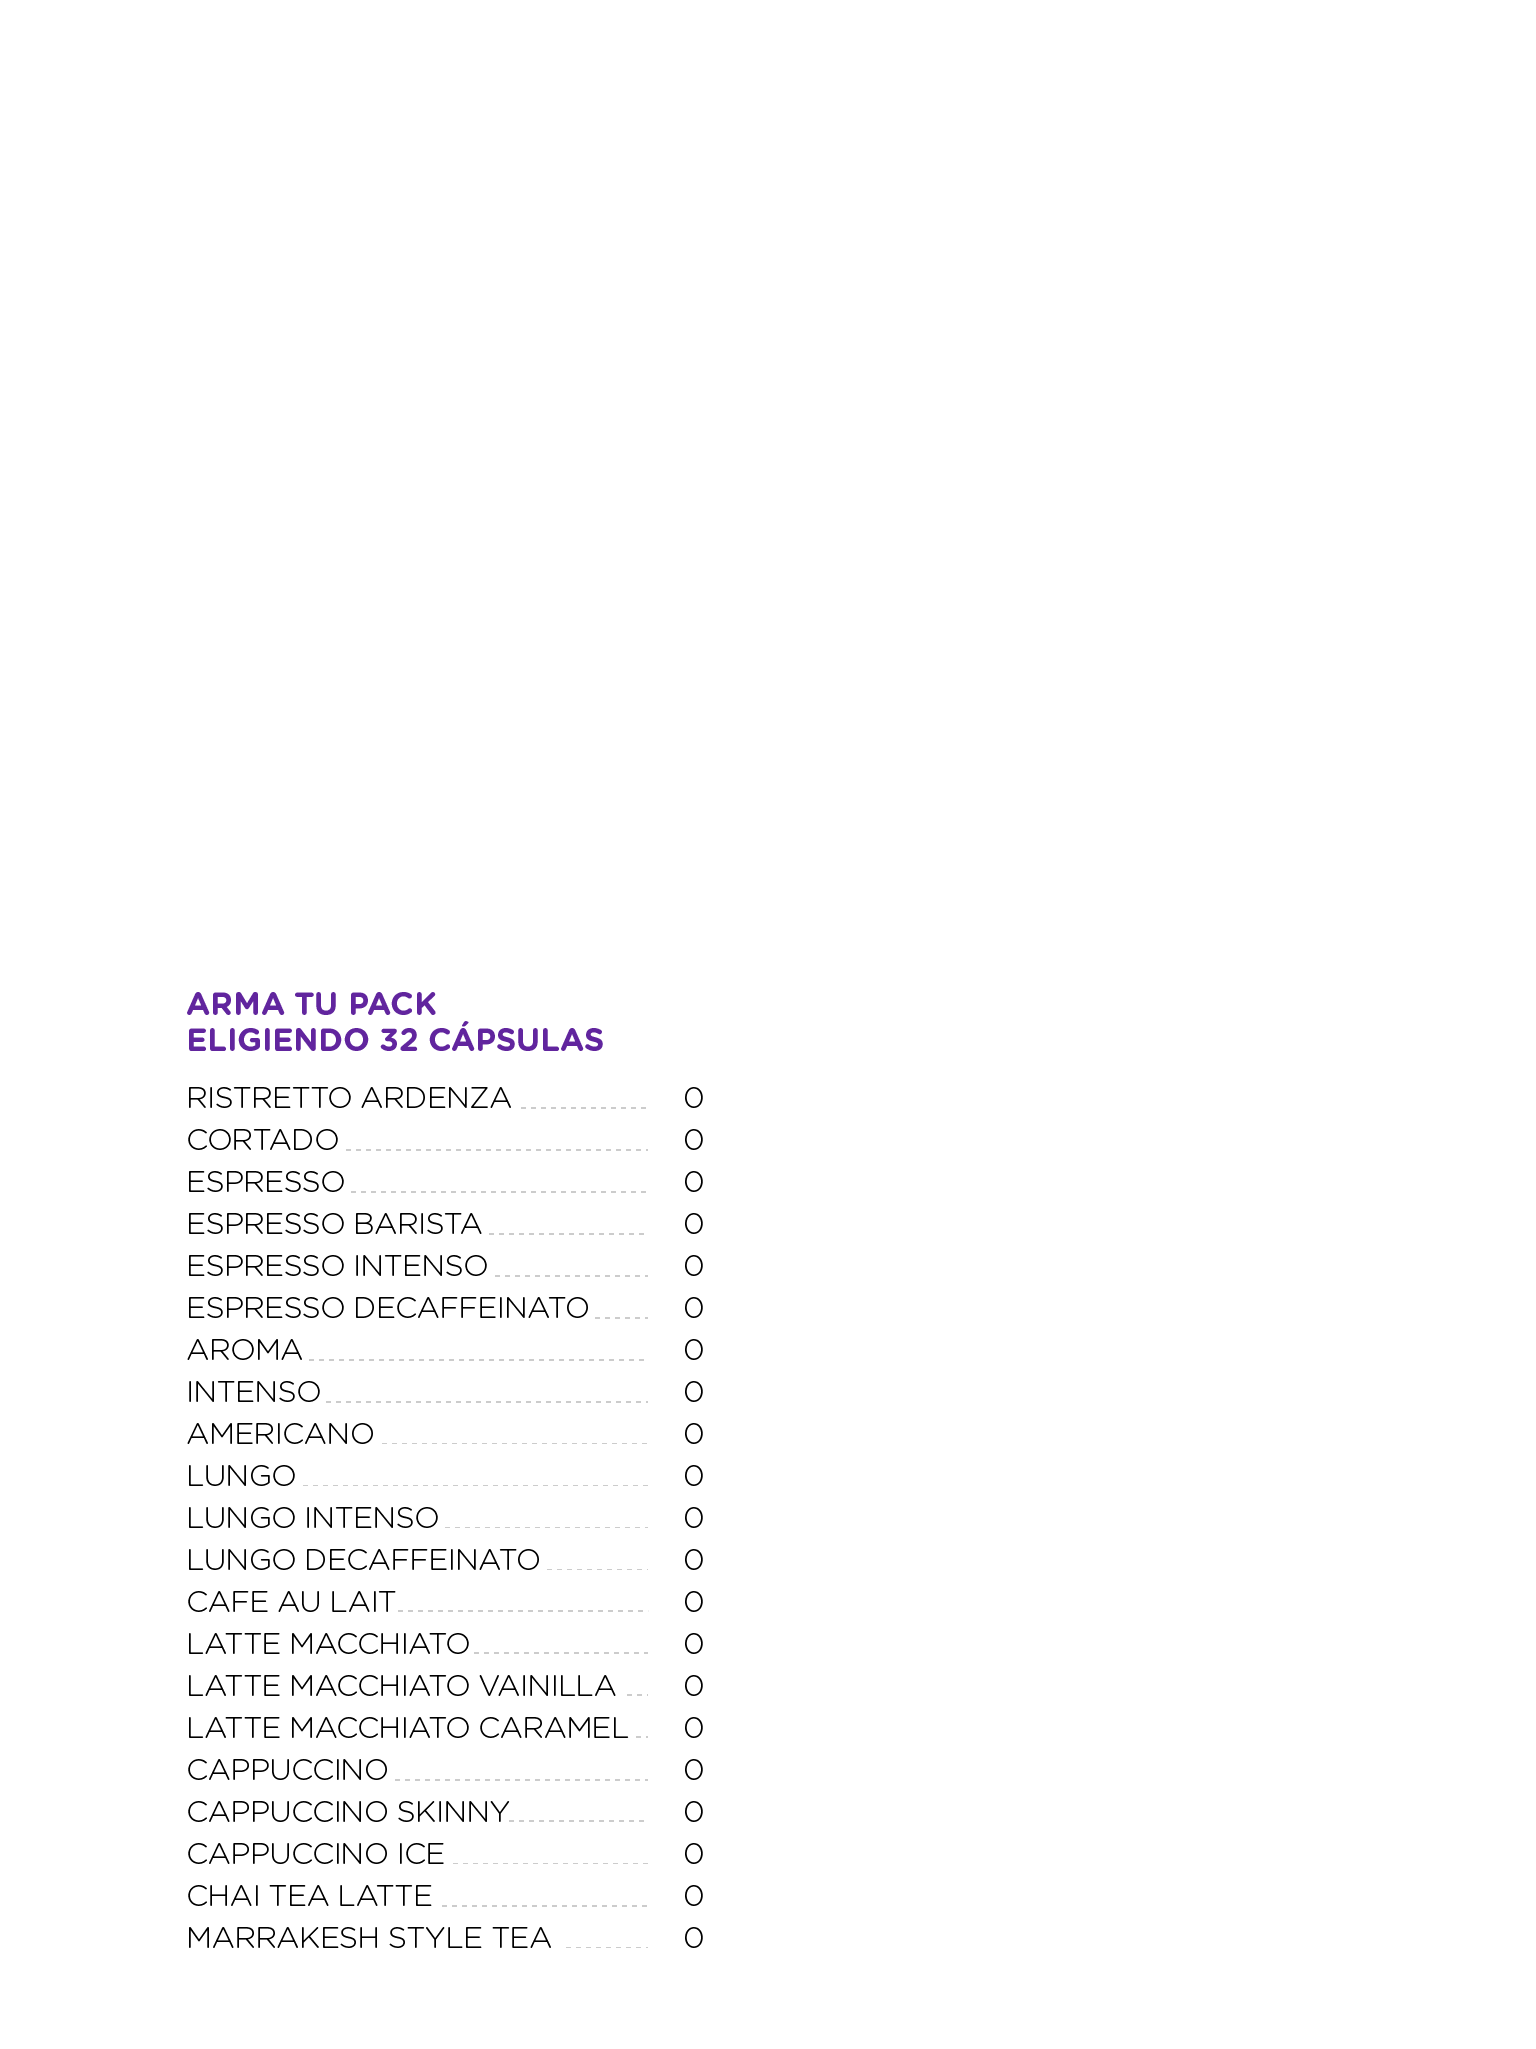 ARMA TU PACK
ELIGIENDO 32 CÁPSULAS
RISTRETTO ARDENZA 0
CORTADO 0
ESPRESSO 0
ESPRESSO BARISTA 0
ESPRESSO INTENSO 0
ESPRESSO DECAFFEINATO 0
AROMA 0
INTENSO 0
AMERICANO 0
LUNGO 0
LUNGO INTENSO 0
LUNGO DECAFFEINATO 0
CAFE AU LAIT 0
LATTE MACCHIATO 0
LATTE MACCHIATO VAINILLA 0
LATTE MACCHIATO CARAMEL 0
CAPPUCCINO 0
CAPPUCCINO SKINNY 0
CAPPUCCINO ICE 0
CHAI TEA LATTE 0
MARRAKESH STYLE TEA 0